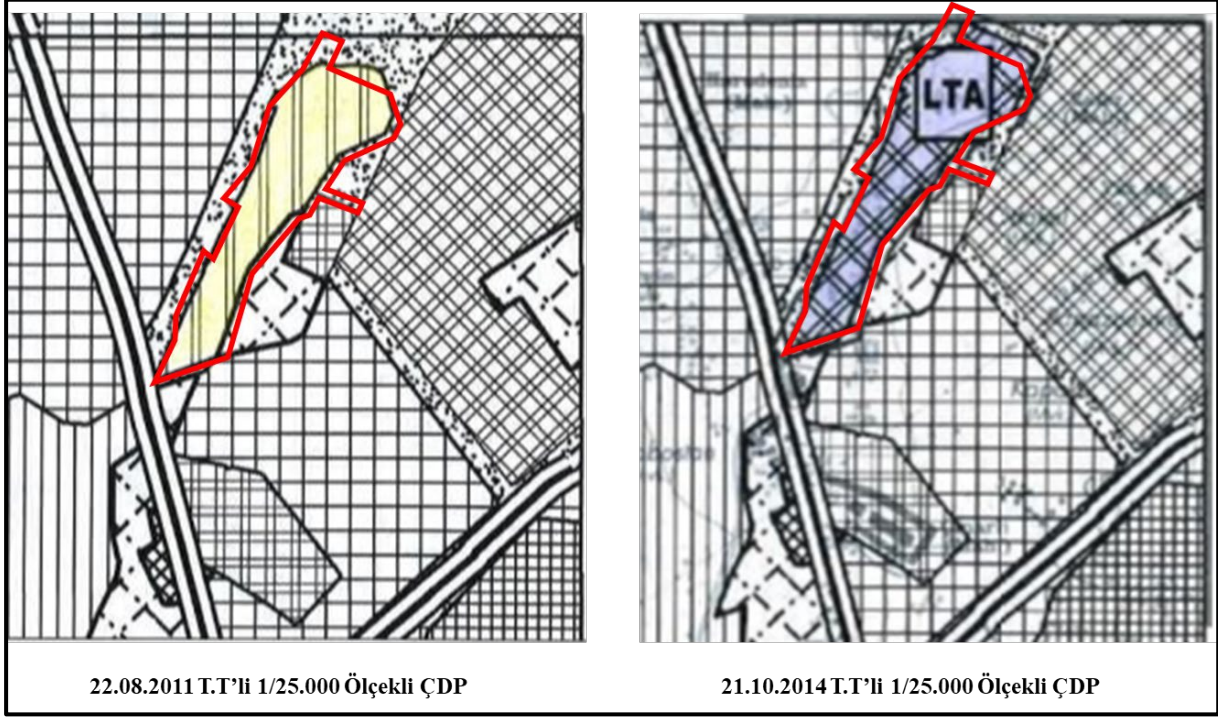 LTA
22.08.2011 T.T'li 1/25.000 Ölçekli ÇDP
21.10.2014 T.T'li 1/25.000 Ölçekli ÇDP